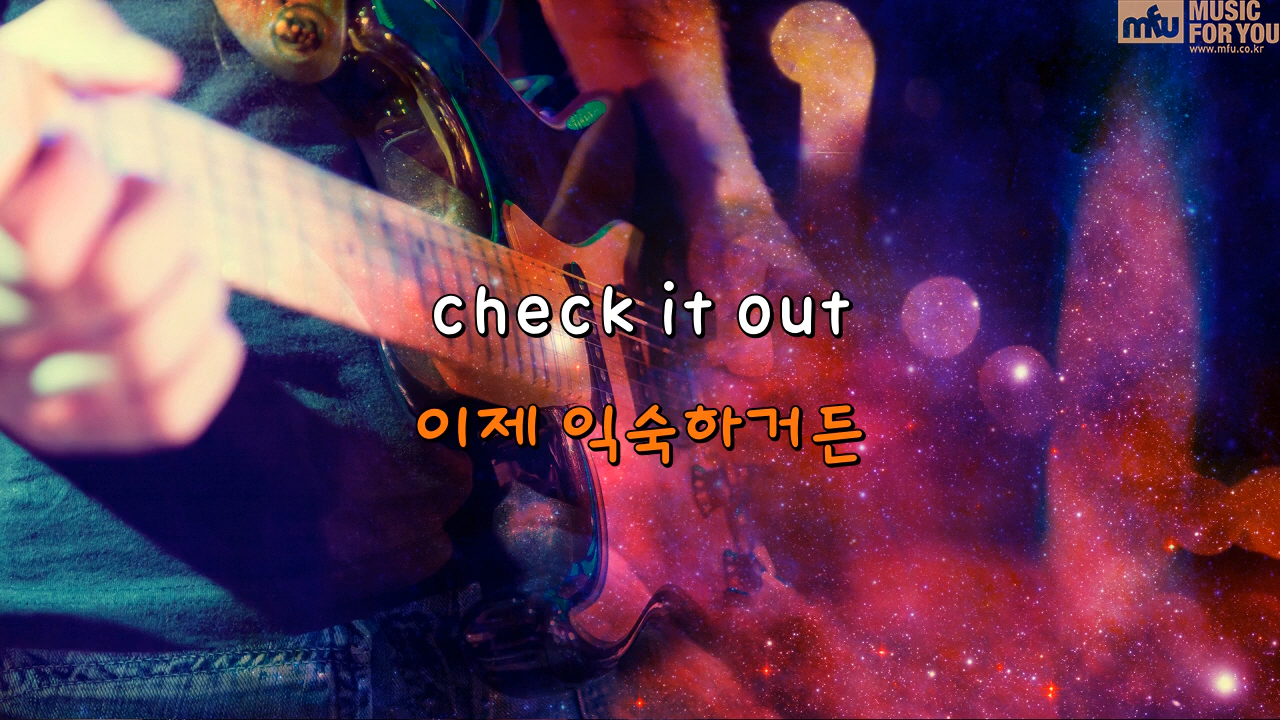 mfu MUSIC
FOR YOU
www.mfu.co.kr
check it out
이제 익숙하거든